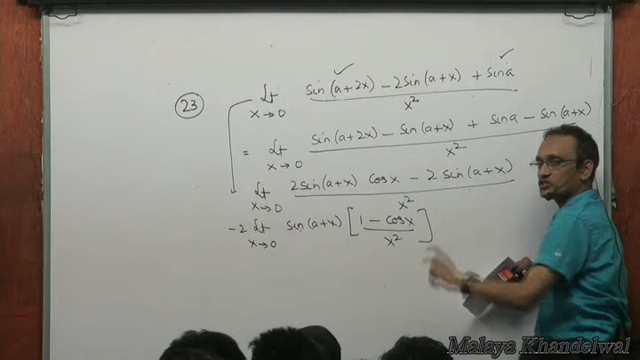 23 Lt x→0 sin(a+2x) - 2sin(a+x) + sina / x²
= Lt x→0 sin(a+2x) - sin(a+x) + sina - sin(a+x) / x²
Lt x→0 2sin(a+x) cosx - 2 sin(a+x) / x²
-2 Lt x→0 sin(a+x) [1 - cosx / x²]
Malaya Khandelwal